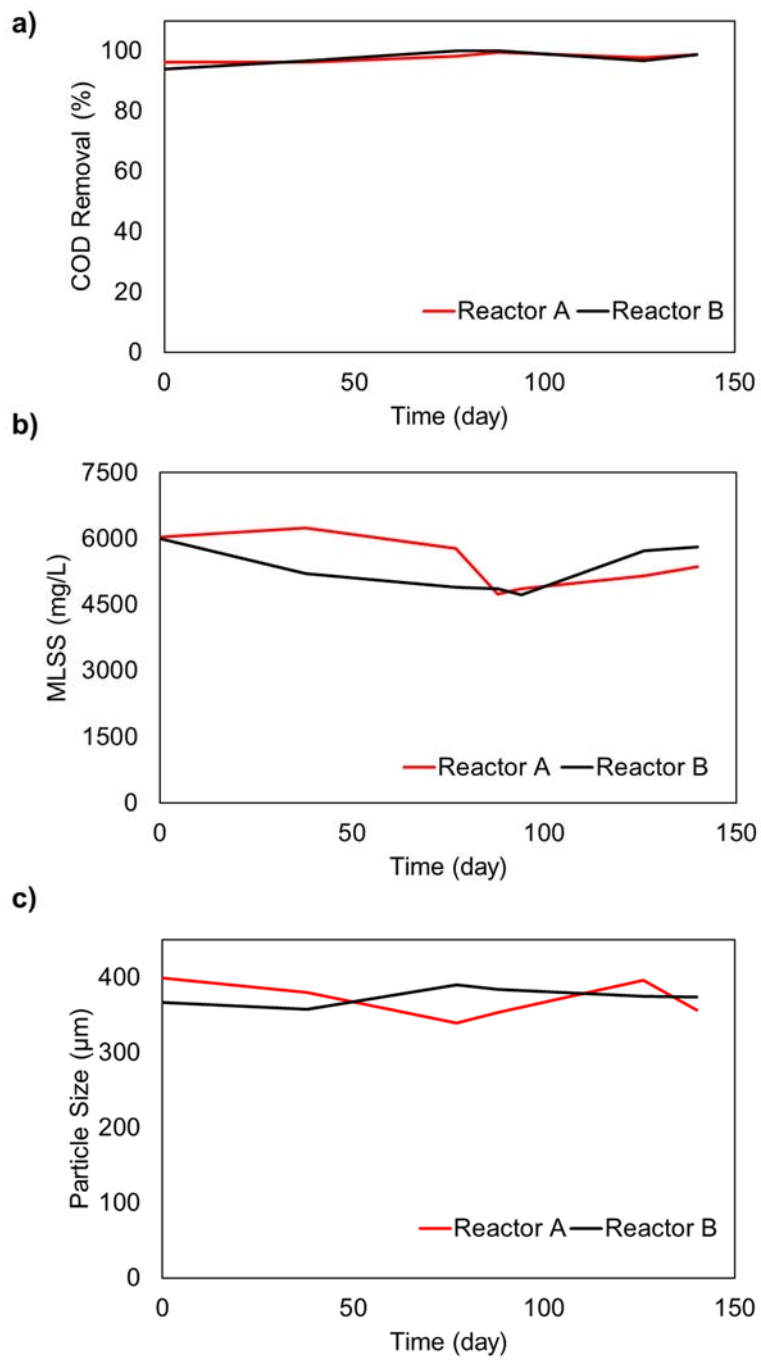 a)
COD Removal (%)
100
80
60
40
20
0
Reactor A Reactor B
0 50 100 150
Time (day)
b)
MLSS (mg/L)
7500
6000
4500
3000
1500
0
Reactor A Reactor B
0 50 100 150
Time (day)
c)
Particle Size (µm)
400
300
200
100
0
Reactor A Reactor B
0 50 100 150
Time (day)